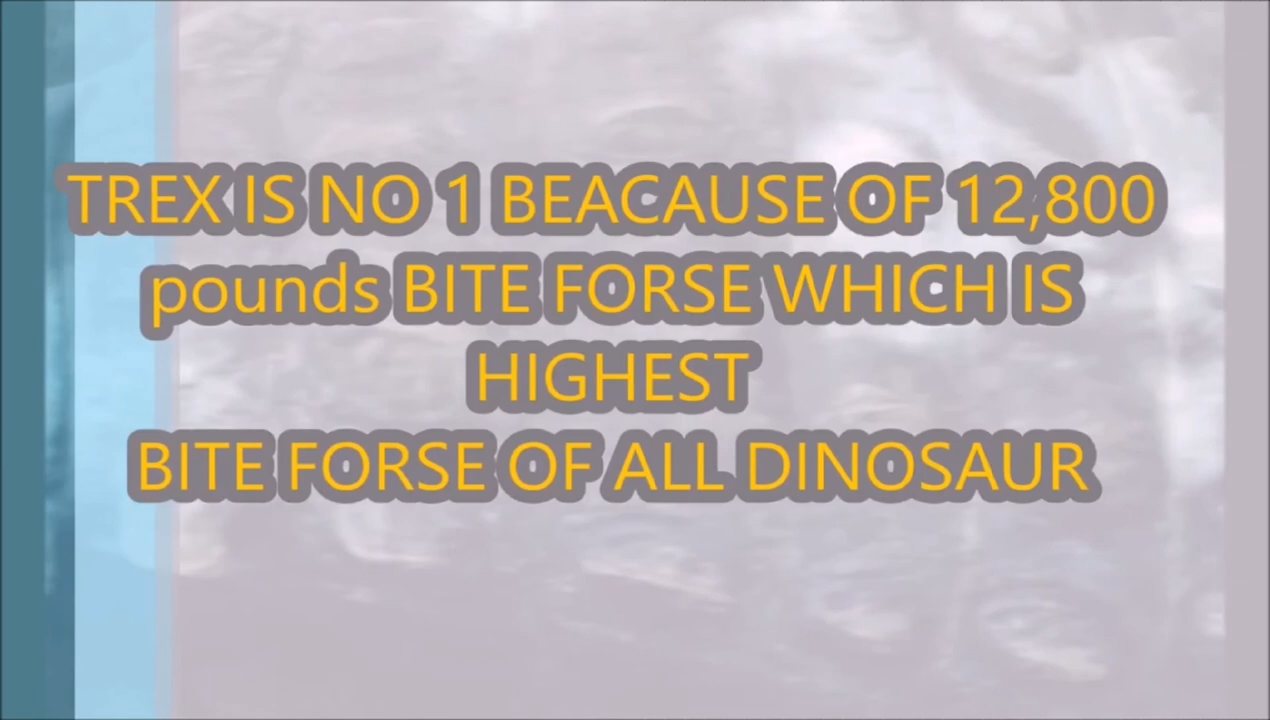 TREX IS NO 1 BEACAUSE OF 12,800
pounds BITE FORSE WHICH IS
HIGHEST
BITE FORSE OF ALL DINOSAUR